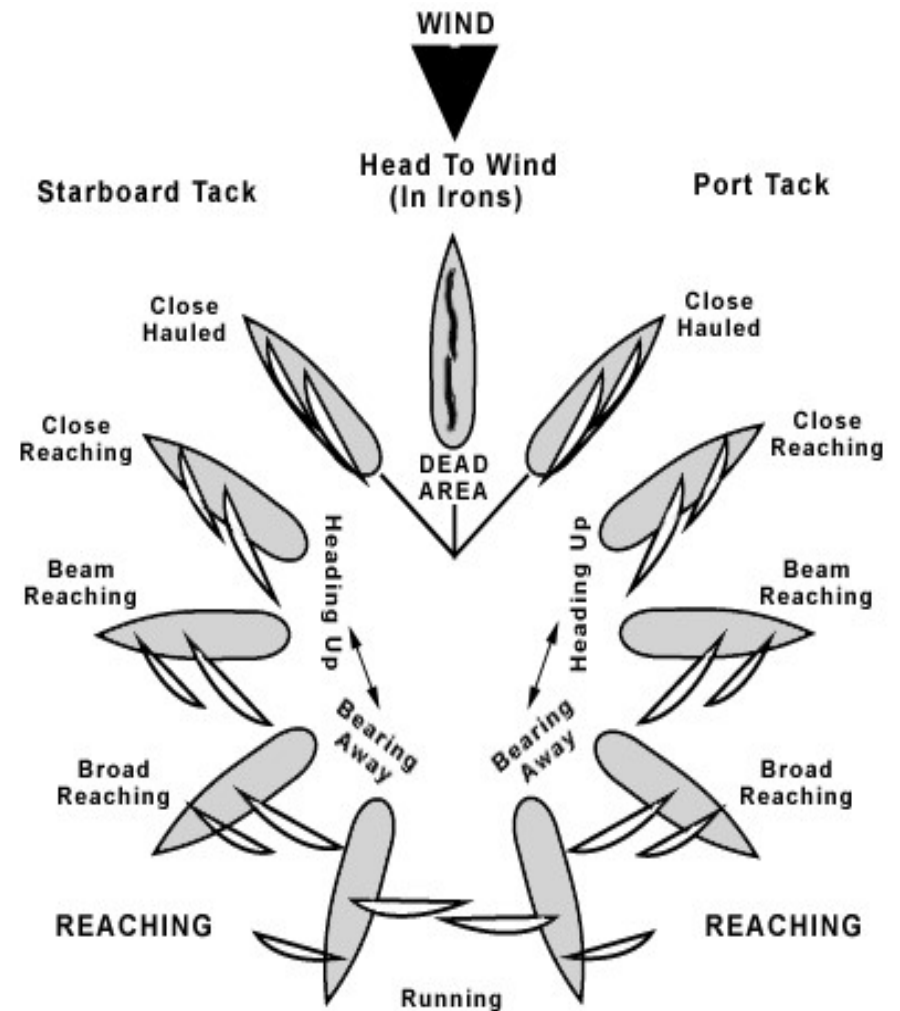 WIND
Head To Wind
(In Irons)
Starboard Tack
Port Tack
Close
Hauled
Close
Hauled
Close
Reaching
Close
Reaching
DEAD
AREA
Heading Up
Heading Up
Beam
Reaching
Beam
Reaching
Bearing
Away
Bearing
Away
Broad
Reaching
Broad
Reaching
REACHING
REACHING
Running